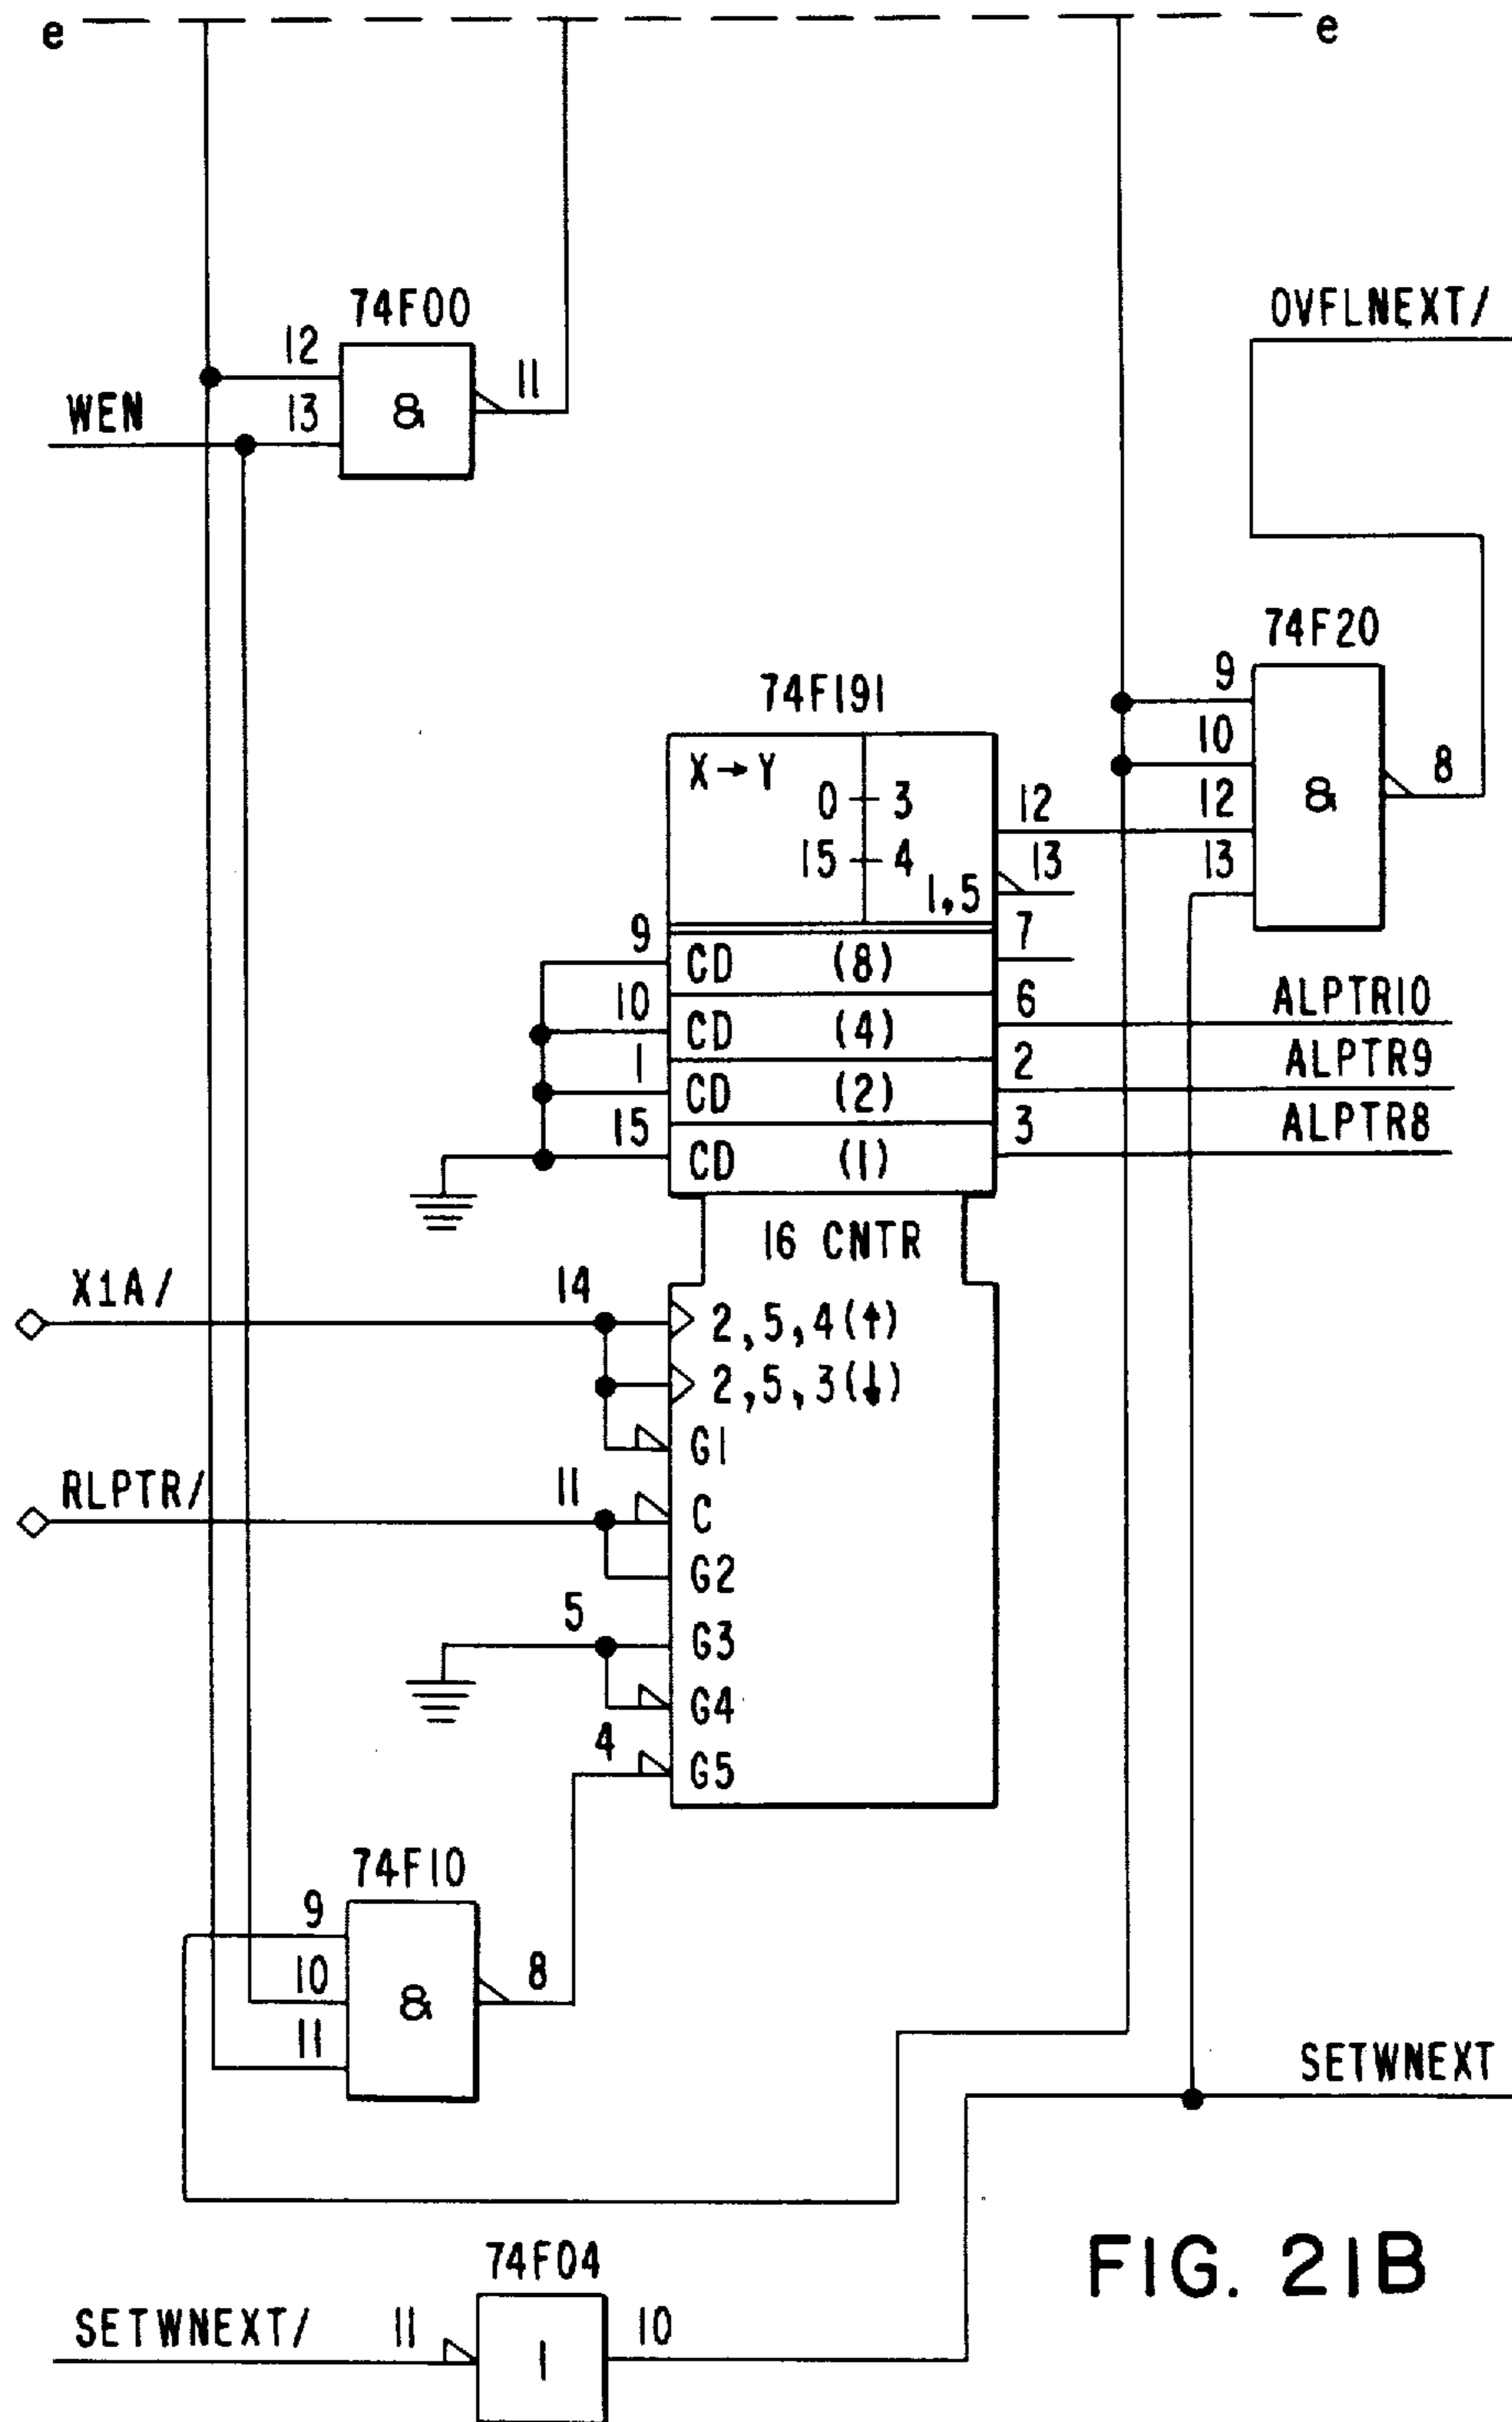 e e
74F00
OVFLNEXT/
12
11
WEN 13 &
74F20
9
74F191
10
X→Y
8
0 3 12 12 &
15 4 13 13
1,5
9 7
CD (8)
10 6 ALPTR10
CD (4)
1 2 ALPTR9
CD (2)
15 3 ALPTR8
CD (1)
16 CNTR
X1A/ 14
2,5,4(↑)
2,5,3(↓)
G1
RLPTR/ 11
C
G2
5
G3
G4
4
G5
74F10
9
10 & 8
11
SETWNEXT
FIG. 21B
74F04
SETWNEXT/ 11 1 10